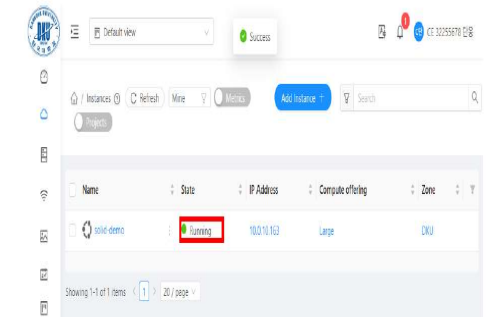 Default view
Success
CE 32255678 단웅
/ Instances
Refresh
Mine
Metrics
Add Instance +
Search
Projects
Name
State
IP Address
Compute offering
Zone
solid-demo
Running
10.0.10.163
Large
DKU
Showing 1-1 of 1 items < 1 > 20 / page